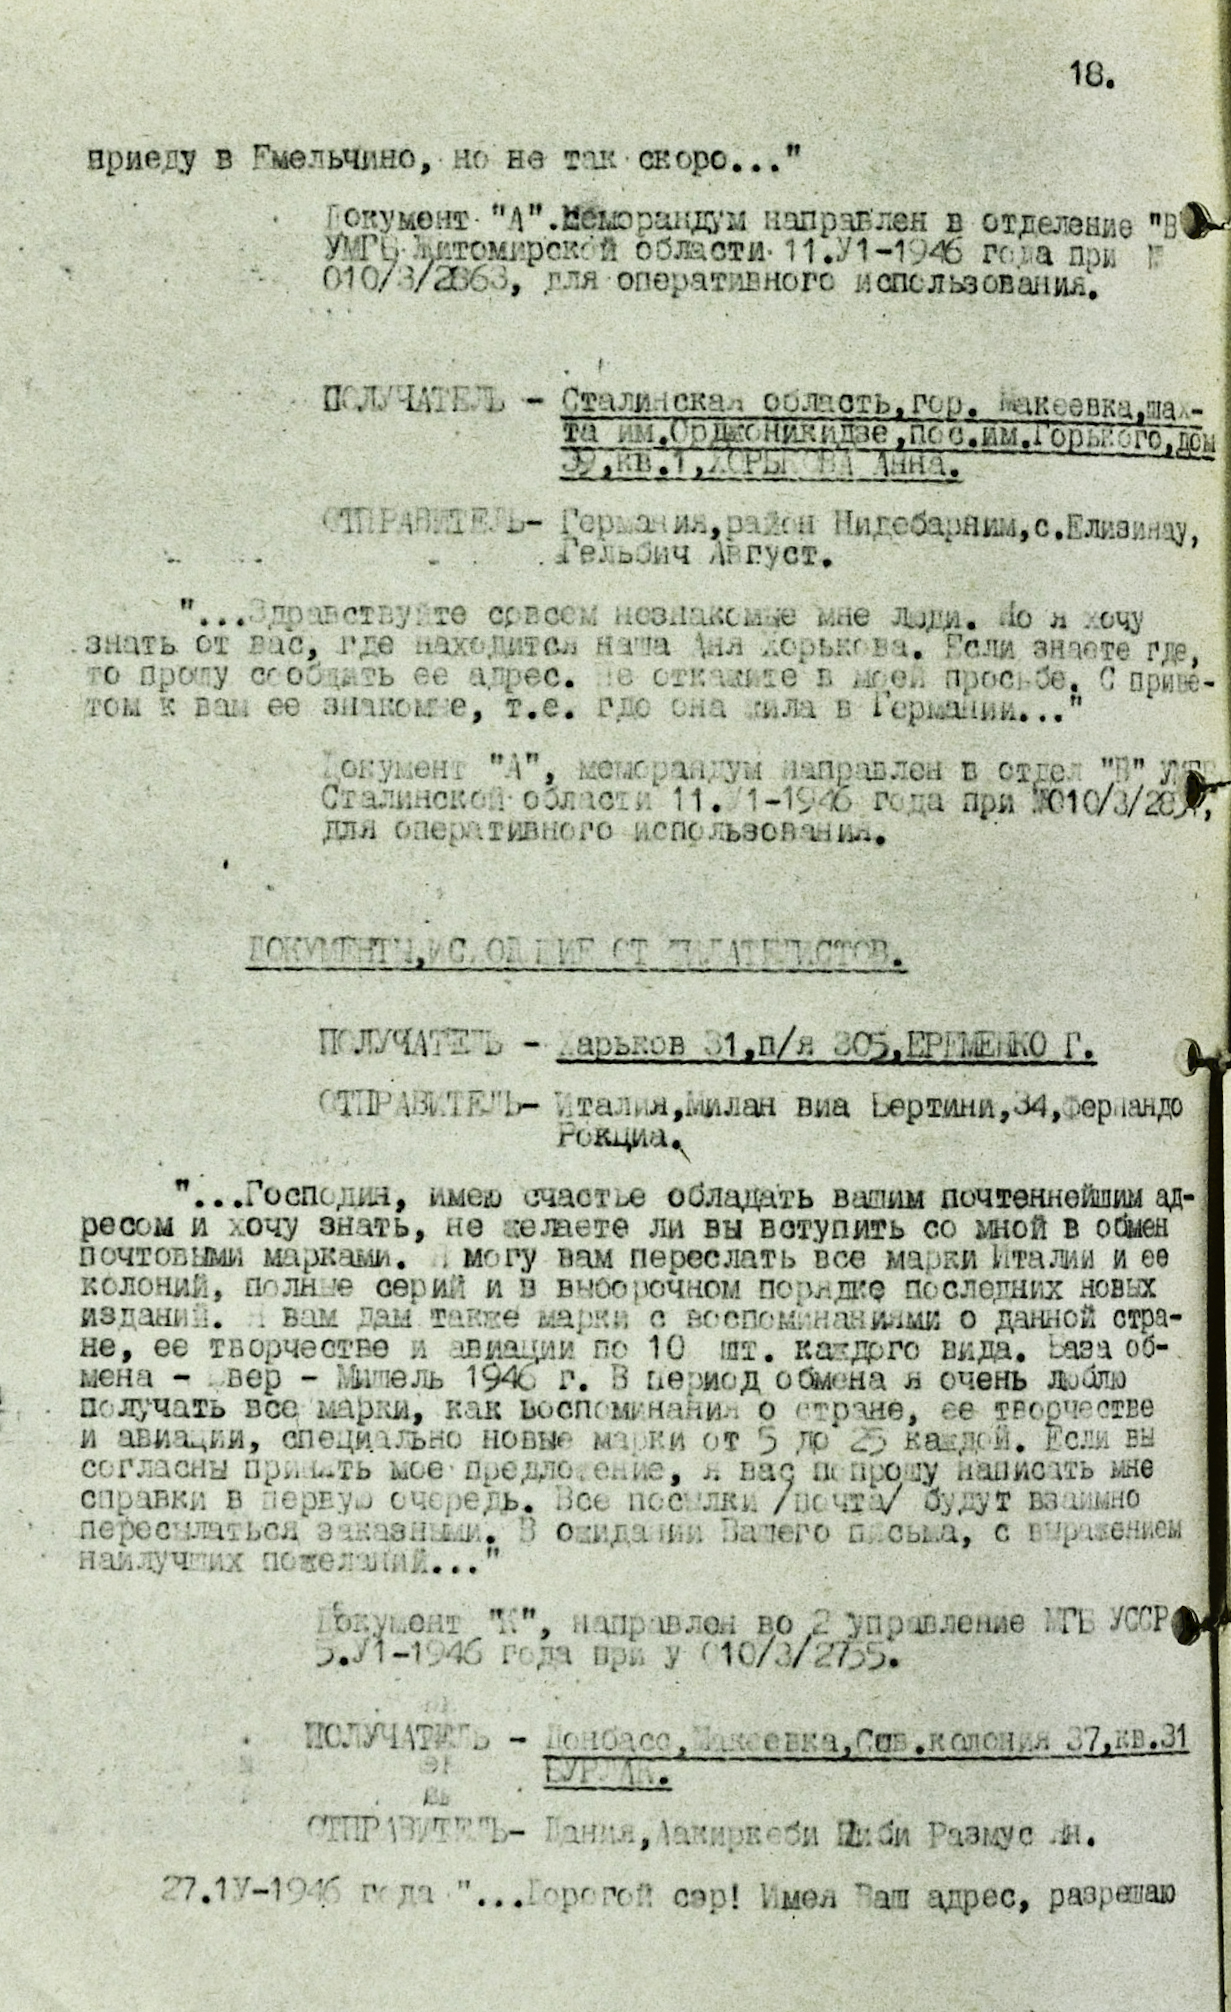 18.
приеду в Емельчино, но не так скоро..."
Документ "А".Меморандум направлен в отделение "В
УМГБ Житомирской области 11.У1-1946 года при №
010/3/2863, для оперативного использования.
ПОЛУЧАТЕЛЬ - Сталинская область,гор. Макеевка,шах-
та им.Орджоникидзе,пос.им.Горького,дом
39,кв.1,ХОРЬКОВА Анна.
ОТПРАВИТЕЛЬ- Германия,район Нидебарним,с.Елизинау,
Гельбич Август.
"...Здравствуйте совсем незнакомые мне люди. Но я хочу
знать от вас, где находится наша Аня Хорькова. Если знаете где,
то прошу сообщить ее адрес. Не откажите в моей просьбе. С приве-
том к вам ее знакомые, т.е. где она жила в Германии..."
Документ "А", меморандум направлен в отдел "В" УМГБ
Сталинской области 11.У1-1946 года при №010/3/
для оперативного использования.
ДОКУМЕНТЫ,ИСХОДЯЩИЕ ОТ ФИЛАТЕЛИСТОВ.
ПОЛУЧАТЕЛЬ - Харьков 31,п/я 305,ЕРЕМЕНКО Г.
ОТПРАВИТЕЛЬ- Италия,Милан виа Бертини,34,Фернандо
Рокциа.
"...Господин, имею счастье обладать вашим почтеннейшим ад-
ресом и хочу знать, не желаете ли вы вступить со мной в обмен
почтовыми марками. Я могу вам переслать все марки Италии и ее
колоний, полные серий и в выборочном порядке последних новых
изданий. Я вам дам также марки с воспоминаниями о данной стра-
не, ее творчестве и авиации по 10 шт. каждого вида. База об-
мена - Ивер - Мишель 1946 г. В период обмена я очень люблю
получать все марки, как воспоминания о стране, ее творчестве
и авиации, специально новые марки от 5 до 25 каждой. Если вы
согласны принять мое предложение, я вас попрошу написать мне
справки в первую очередь. Все посылки /почта/ будут взаимно
пересылаться заказными. В ожидании Вашего письма, с выражением
наилучших пожеланий..."
Документ "К", направлен во 2 управление МГБ УССР
5.У1-1946 года при у 010/3/2755.
ПОЛУЧАТЕЛЬ - Донбасс,Макеевка,Сов.колония 37,кв.31
БУРЛАК.
ОТПРАВИТЕЛЬ- Дания,Аакиркеби Размус Ян.
27.1У-1946 года "...Дорогой сэр! Имея Ваш адрес, разрешаю